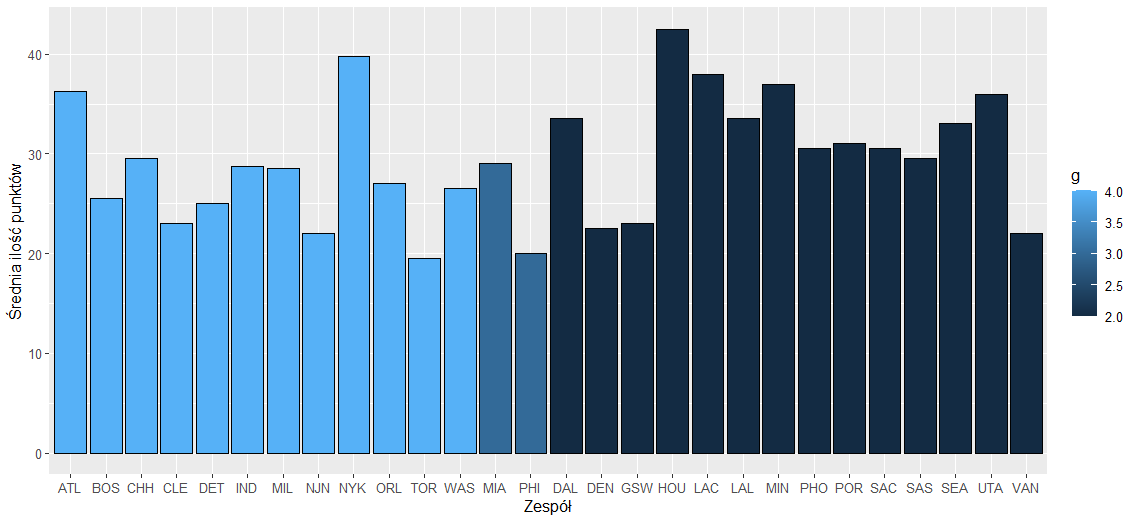 Średnia ilość punktów
40
30
20
10
0
ATL BOS CHH CLE DET IND MIL NJN NYK ORL TOR WAS MIA PHI DAL DEN GSW HOU LAC LAL MIN PHO POR SAC SAS SEA UTA VAN
Zespół
g
4.0
3.5
3.0
2.5
2.0